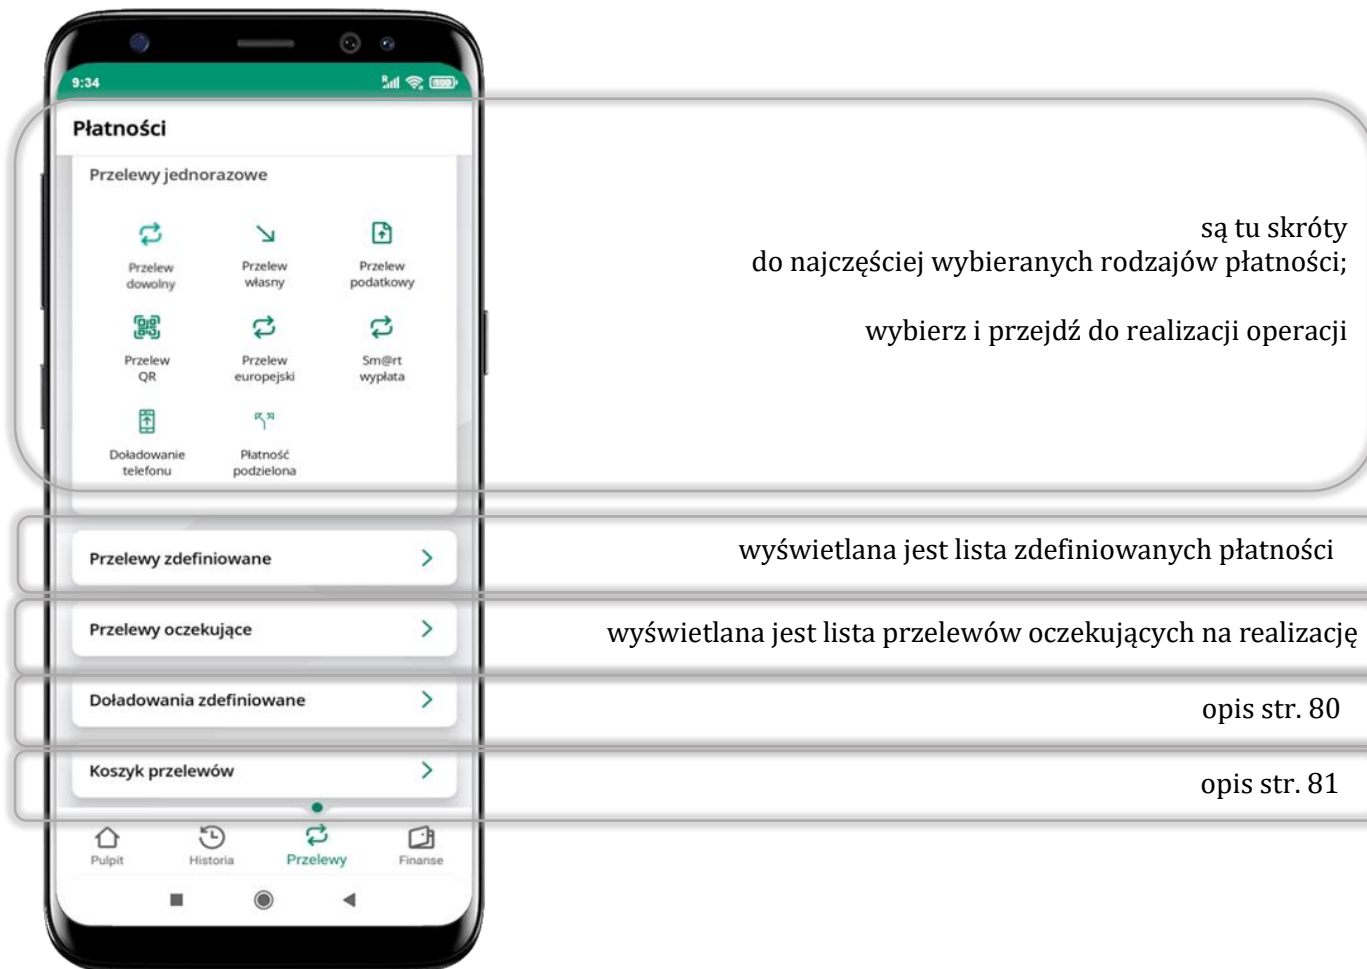 9:34
Płatności
Przelewy jednorazowe
Przelew
dowolny
Przelew
własny
Przelew
podatkowy
Przelew
QR
Przelew
europejski
Sm@rt
wypłata
Doładowanie
telefonu
Płatność
podzielona
są tu skróty
do najczęściej wybieranych rodzajów płatności;
wybierz i przejdź do realizacji operacji
Przelewy zdefiniowane
wyświetlana jest lista zdefiniowanych płatności
Przelewy oczekujące
wyświetlana jest lista przelewów oczekujących na realizację
Doładowania zdefiniowane
opis str. 80
Koszyk przelewów
opis str. 81
Pulpit
Historia
Przelewy
Finanse